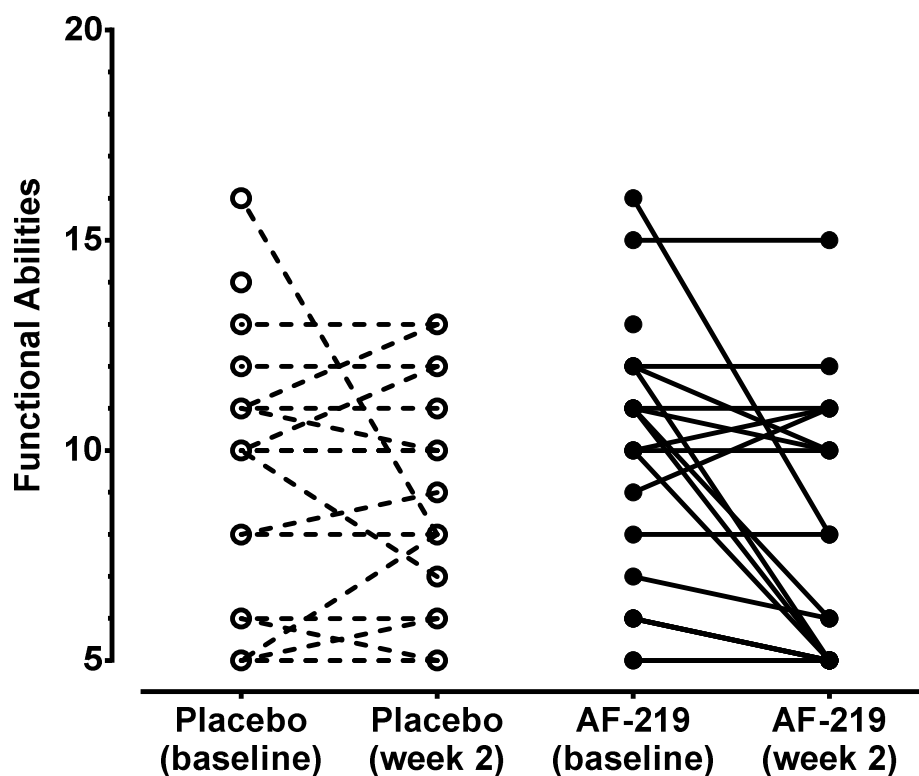 20
15
10
5
Functional Abilities
Placebo
(baseline)
Placebo
(week 2)
AF-219
(baseline)
AF-219
(week 2)